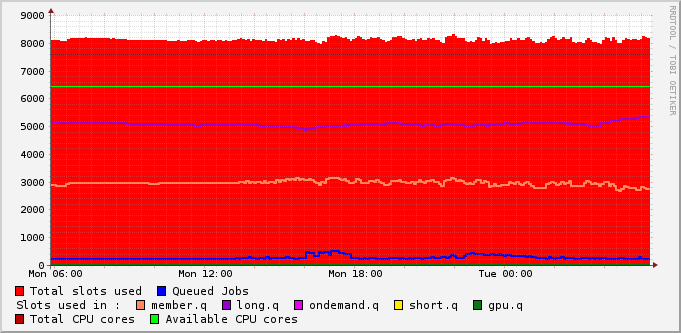 9000
8000
7000
6000
5000
4000
3000
2000
1000
0
Mon 06:00 Mon 12:00 Mon 18:00 Tue 00:00
Total slots used Queued Jobs
Slots used in : member.q long.q ondemand.q short.q gpu.q
Total CPU cores Available CPU cores
RRDTOOL / TOBI OETIKER